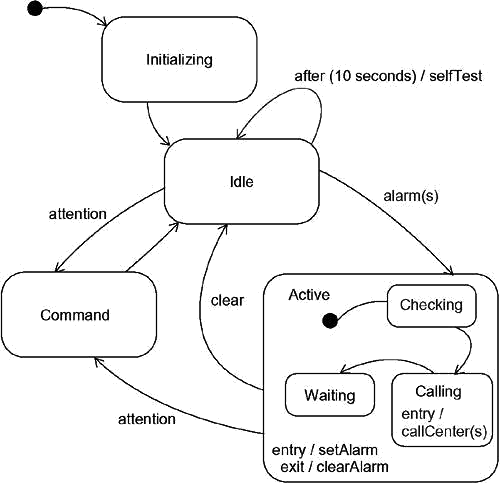 Initializing
after (10 seconds) / selfTest
Idle
attention
alarm(s)
Command
clear
Active
Checking
Waiting
Calling
entry /
callCenter(s)
attention
entry / setAlarm
exit / clearAlarm